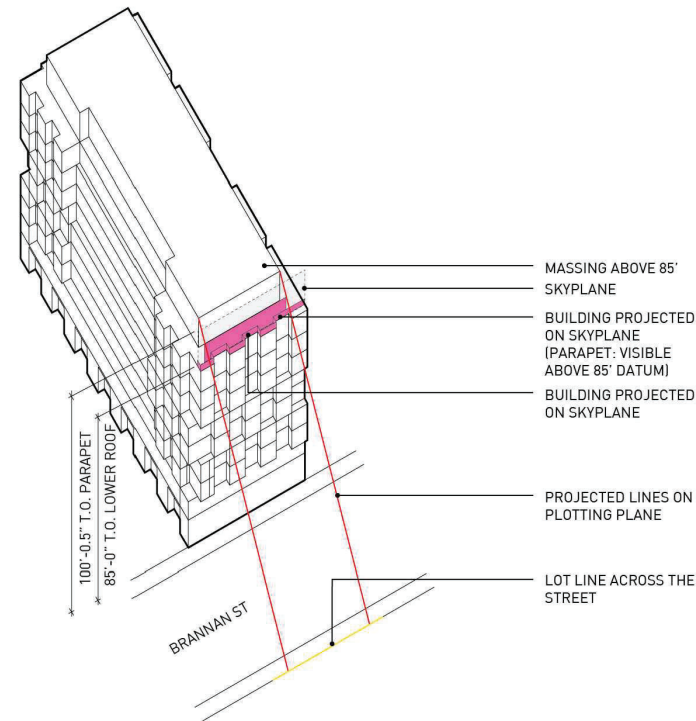 MASSING ABOVE 85'
SKYPLANE
BUILDING PROJECTED
ON SKYPLANE
(PARAPET: VISIBLE
ABOVE 85' DATUM)
BUILDING PROJECTED
ON SKYPLANE
PROJECTED LINES ON
PLOTTING PLANE
LOT LINE ACROSS THE
STREET
100'-0.5" T.O. PARAPET
85'-0" T.O. LOWER ROOF
BRANNAN ST